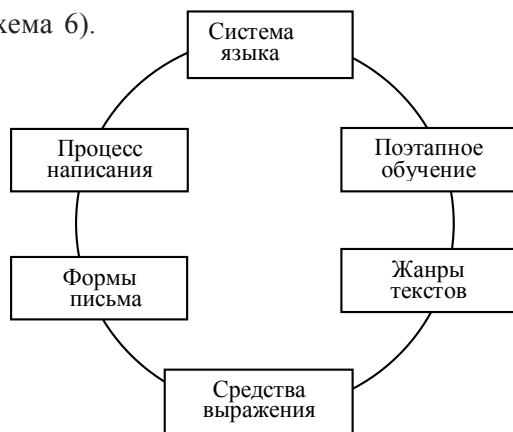 хема 6).
Система
языка
Процесс
написания
Поэтапное
обучение
Формы
письма
Жанры
текстов
Средства
выражения